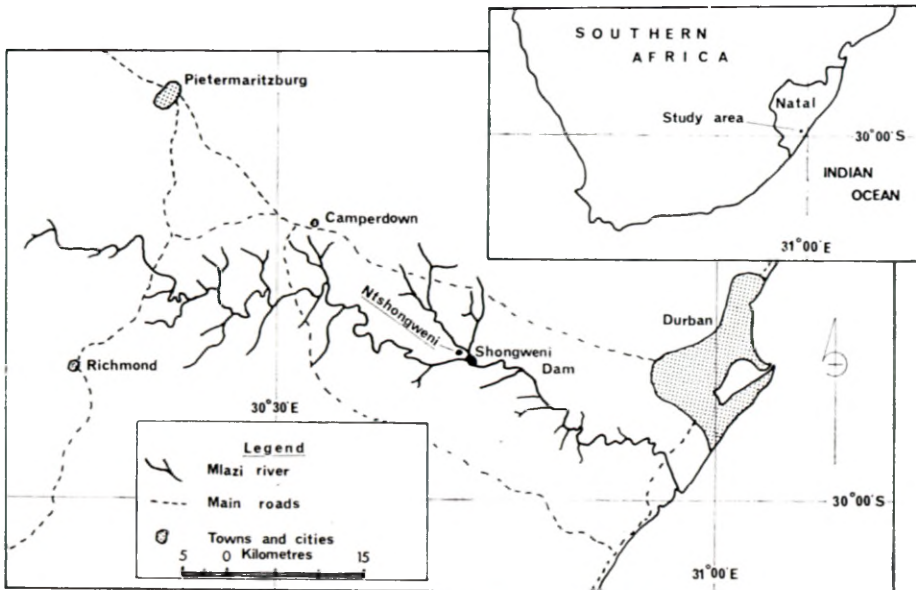 SOUTHERN
AFRICA
Natal
Study area
30°00'S
INDIAN
OCEAN
31°00'E
Pietermaritzburg
Camperdown
Ntshongweni
Shongweni
Dam
Durban
Richmond
30°30'E
Legend
Mlazi river
Main roads
Towns and cities
Kilometres
5 0 15
30°00'S
31°00'E